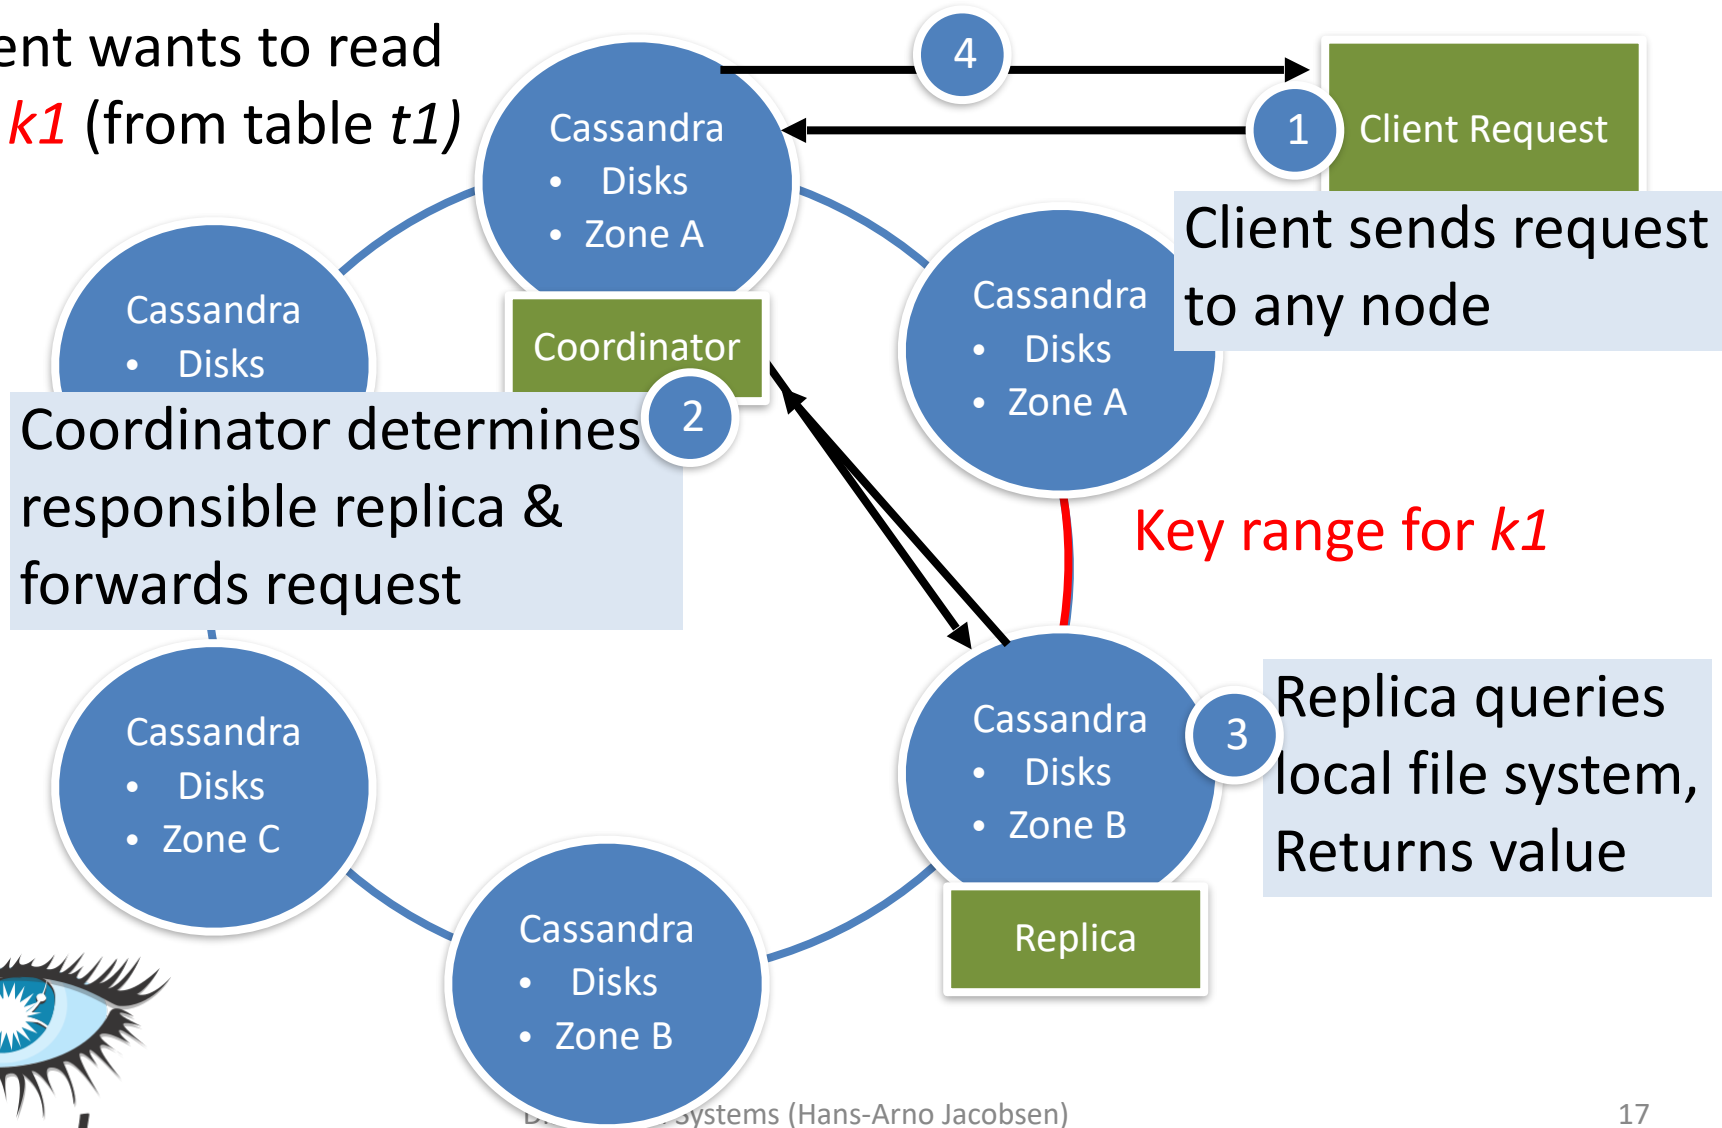 ent wants to read
k1 (from table t1)
4
1
Client Request
Cassandra
• Disks
• Zone A
Client sends request
to any node
Cassandra
• Disks
• Zone A
Cassandra
• Disks
Coordinator
2
Coordinator determines
responsible replica &
forwards request
Key range for k1
Cassandra
• Disks
• Zone C
Cassandra
• Disks
• Zone B
3
Replica queries
local file system,
Returns value
Replica
Cassandra
• Disks
• Zone B
Systems (Hans-Arno Jacobsen)
17